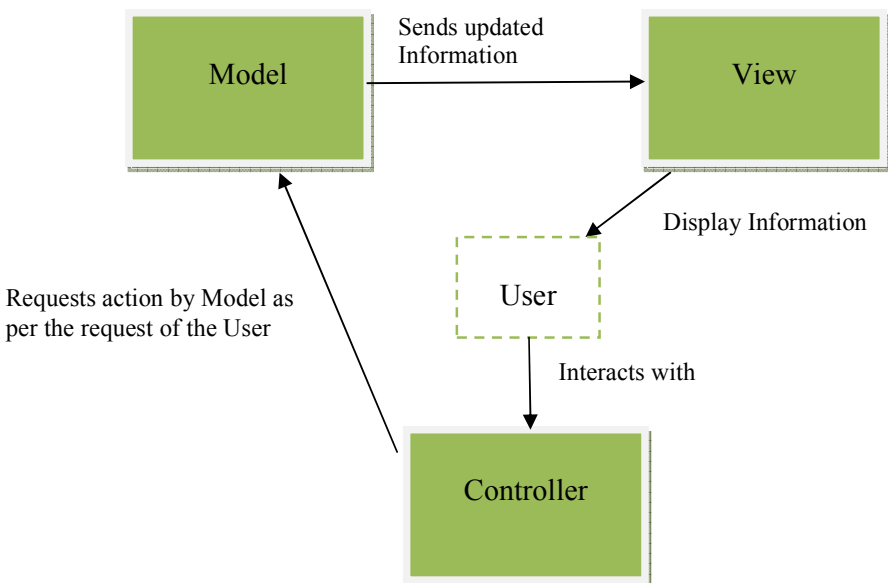 Sends updated
Information
Model
View
Display Information
User
Requests action by Model as
per the request of the User
Interacts with
Controller